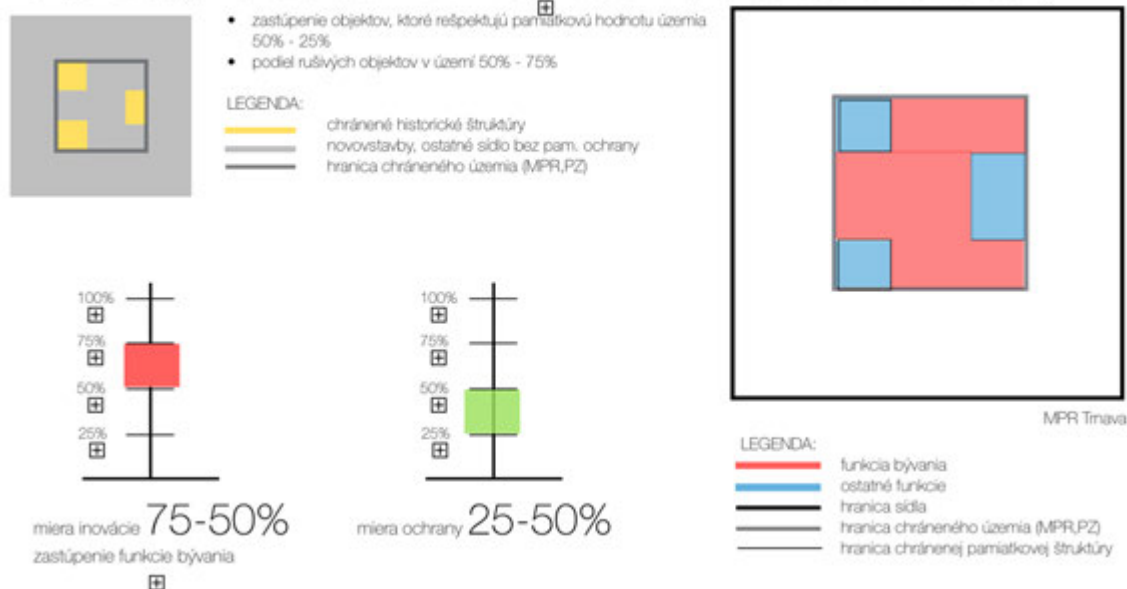 • zastúpenie objektov, ktoré rešpektujú pamiatkovú hodnotu územia
50% - 25%
• podiel rušivých objektov v území 50% - 75%
LEGENDA:
chránené historické štruktúry
novovstavby, ostatné sídlo bez pam. ochrany
hranica chráneného územia (MPR,PZ)
100%
75%
50%
25%
miera inovácie 75-50%
zastúpenie funkcie bývania
100%
75%
50%
25%
miera ochrany 25-50%
MPR Trnava
LEGENDA:
funkcia bývania
ostatné funkcie
hranica sídla
hranica chráneného územia (MPR,PZ)
hranica chránenej pamiatkovej štruktúry